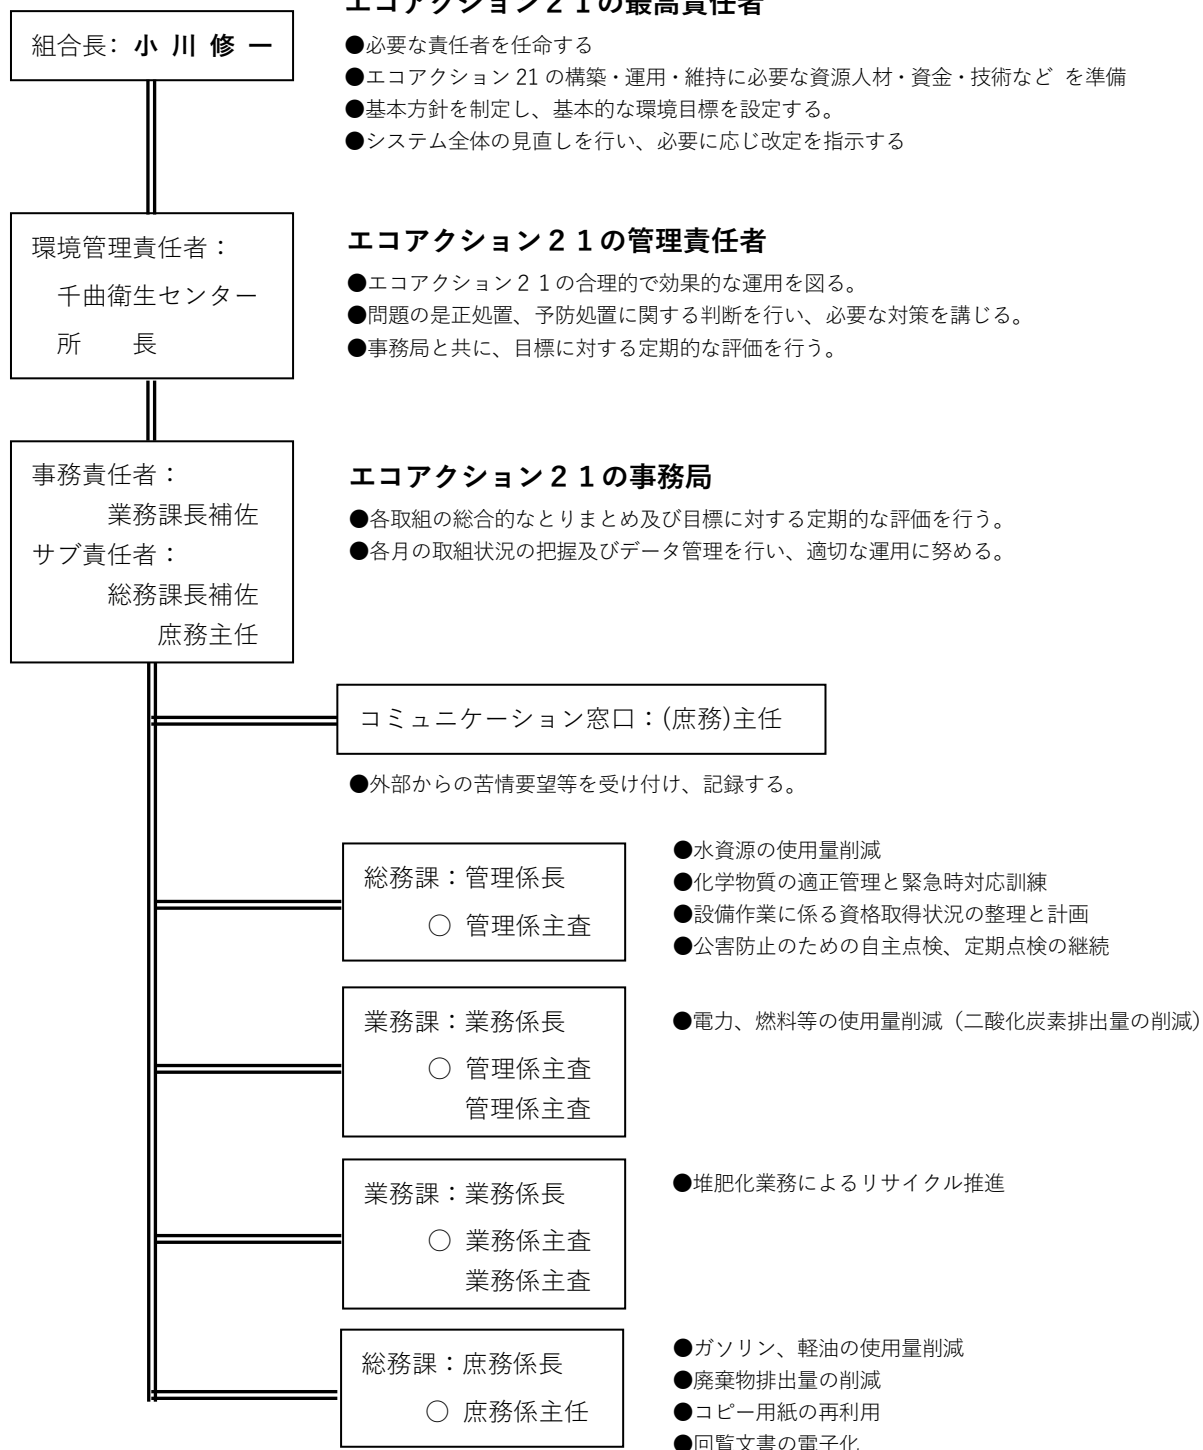 エコアクション２１の最高責任者
組合長：小 川 修 一
●必要な責任者を任命する
●エコアクション 21 の構築・運用・維持に必要な資源人材・資金・技術など を準備
●基本方針を制定し、基本的な環境目標を設定する。
●システム全体の見直しを行い、必要に応じ改定を指示する
環境管理責任者：
千曲衛生センター
所　　長
エコアクション２１の管理責任者
●エコアクション２１の合理的で効果的な運用を図る。
●問題の是正処置、予防処置に関する判断を行い、必要な対策を講じる。
●事務局と共に、目標に対する定期的な評価を行う。
事務責任者：
業務課長補佐
サブ責任者：
総務課長補佐
庶務主任
エコアクション２１の事務局
●各取組の総合的なとりまとめ及び目標に対する定期的な評価を行う。
●各月の取組状況の把握及びデータ管理を行い、適切な運用に努める。
コミュニケーション窓口：(庶務)主任
●外部からの苦情要望等を受け付け、記録する。
総務課：管理係長
○ 管理係主査
●水資源の使用量削減
●化学物質の適正管理と緊急時対応訓練
●設備作業に係る資格取得状況の整理と計画
●公害防止のための自主点検、定期点検の継続
業務課：業務係長
○ 管理係主査
管理係主査
●電力、燃料等の使用量削減（二酸化炭素排出量の削減）
業務課：業務係長
○ 業務係主査
業務係主査
●堆肥化業務によるリサイクル推進
総務課：庶務係長
○ 庶務係主任
●ガソリン、軽油の使用量削減
●廃棄物排出量の削減
●コピー用紙の再利用
●回覧文書の電子化